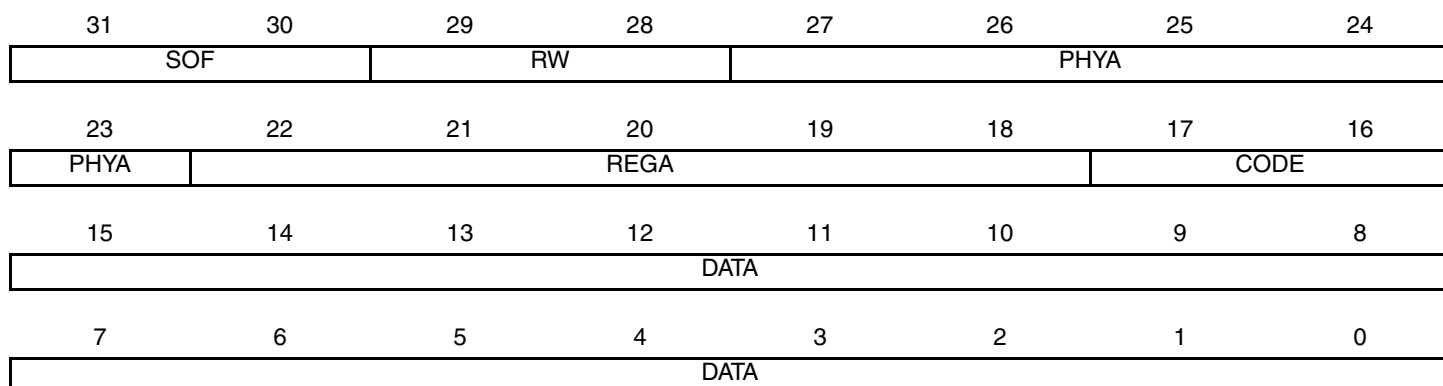 31 30 29 28 27 26 25 24
SOF RW PHYA
23 22 21 20 19 18 17 16
PHYA REGA CODE
15 14 13 12 11 10 9 8
DATA
7 6 5 4 3 2 1 0
DATA